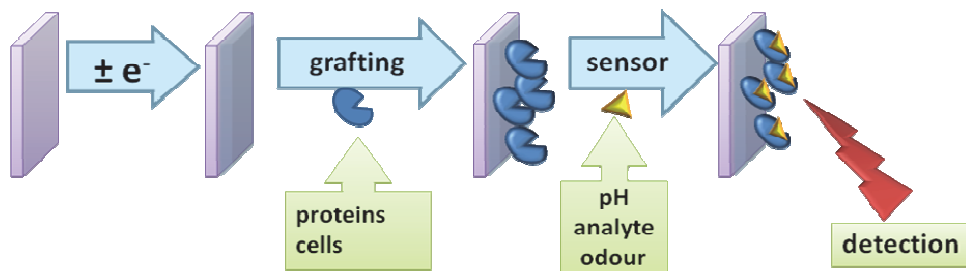 ± e⁻
grafting
sensor
proteins
cells
pH
analyte
odour
detection